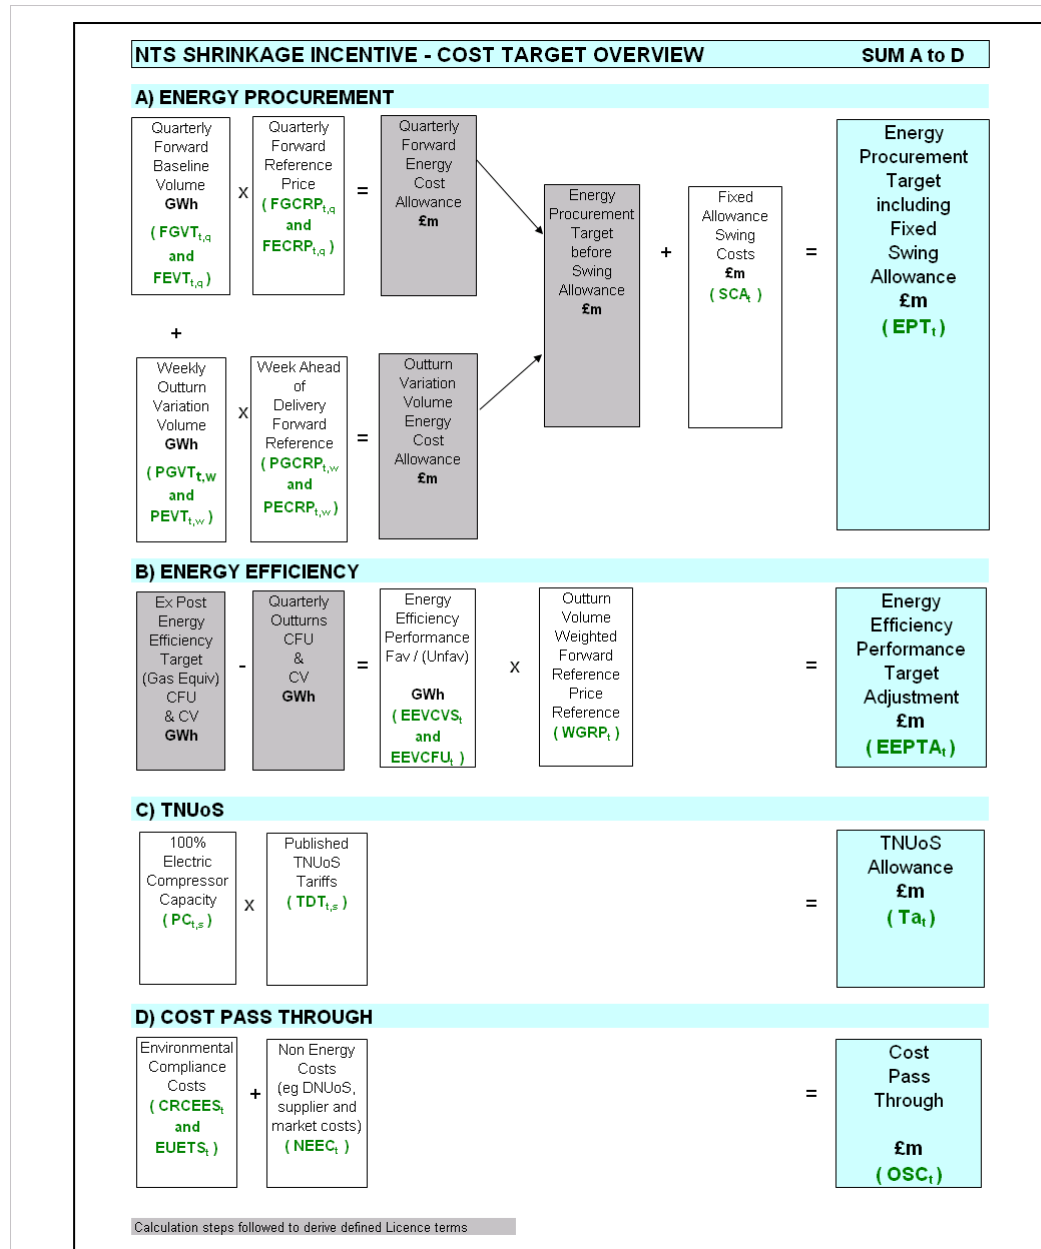 NTS SHRINKAGE INCENTIVE - COST TARGET OVERVIEW SUM A to D
A) ENERGY PROCUREMENT
Quarterly
Forward
Baseline
Volume
GWh
( FGVTt,q
and
FEVTt,q )
x
Quarterly
Forward
Reference
Price
( FGCRPt,q
and
FECRPt,q )
=
Quarterly
Forward
Energy
Cost
Allowance
£m
Energy
Procurement
Target
before
Swing
Allowance
£m
+
Fixed
Allowance
Swing
Costs
£m
( SCAt )
=
Energy
Procurement
Target
including
Fixed
Swing
Allowance
£m
( EPTt )
+
Weekly
Outturn
Variation
Volume
GWh
( PGVTt,w
and
PEVTt,w )
x
Week Ahead
of
Delivery
Forward
Reference
( PGCRPt,w
and
PECRPt,w )
=
Outturn
Variation
Volume
Energy
Cost
Allowance
£m
B) ENERGY EFFICIENCY
Ex Post
Energy
Efficiency
Target
(Gas Equiv)
CFU
& CV
GWh
-
Quarterly
Outturns
CFU
&
CV
GWh
=
Energy
Efficiency
Performance
Fav / (Unfav)
GWh
( EEVCVSt
and
EEVCFUt )
x
Outturn
Volume
Weighted
Forward
Reference
Price
Reference
( WGRPt )
=
Energy
Efficiency
Performance
Target
Adjustment
£m
( EEPTAt )
C) TNUoS
100%
Electric
Compressor
Capacity
( PCt,s )
x
Published
TNUoS
Tariffs
( TDTt,s )
=
TNUoS
Allowance
£m
( Tat )
D) COST PASS THROUGH
Environmental
Compliance
Costs
( CRCEESt
and
EUETSt )
+
Non Energy
Costs
(eg DNUoS,
supplier and
market costs)
( NEECt )
=
Cost
Pass
Through
£m
( OSCt )
Calculation steps followed to derive defined Licence terms